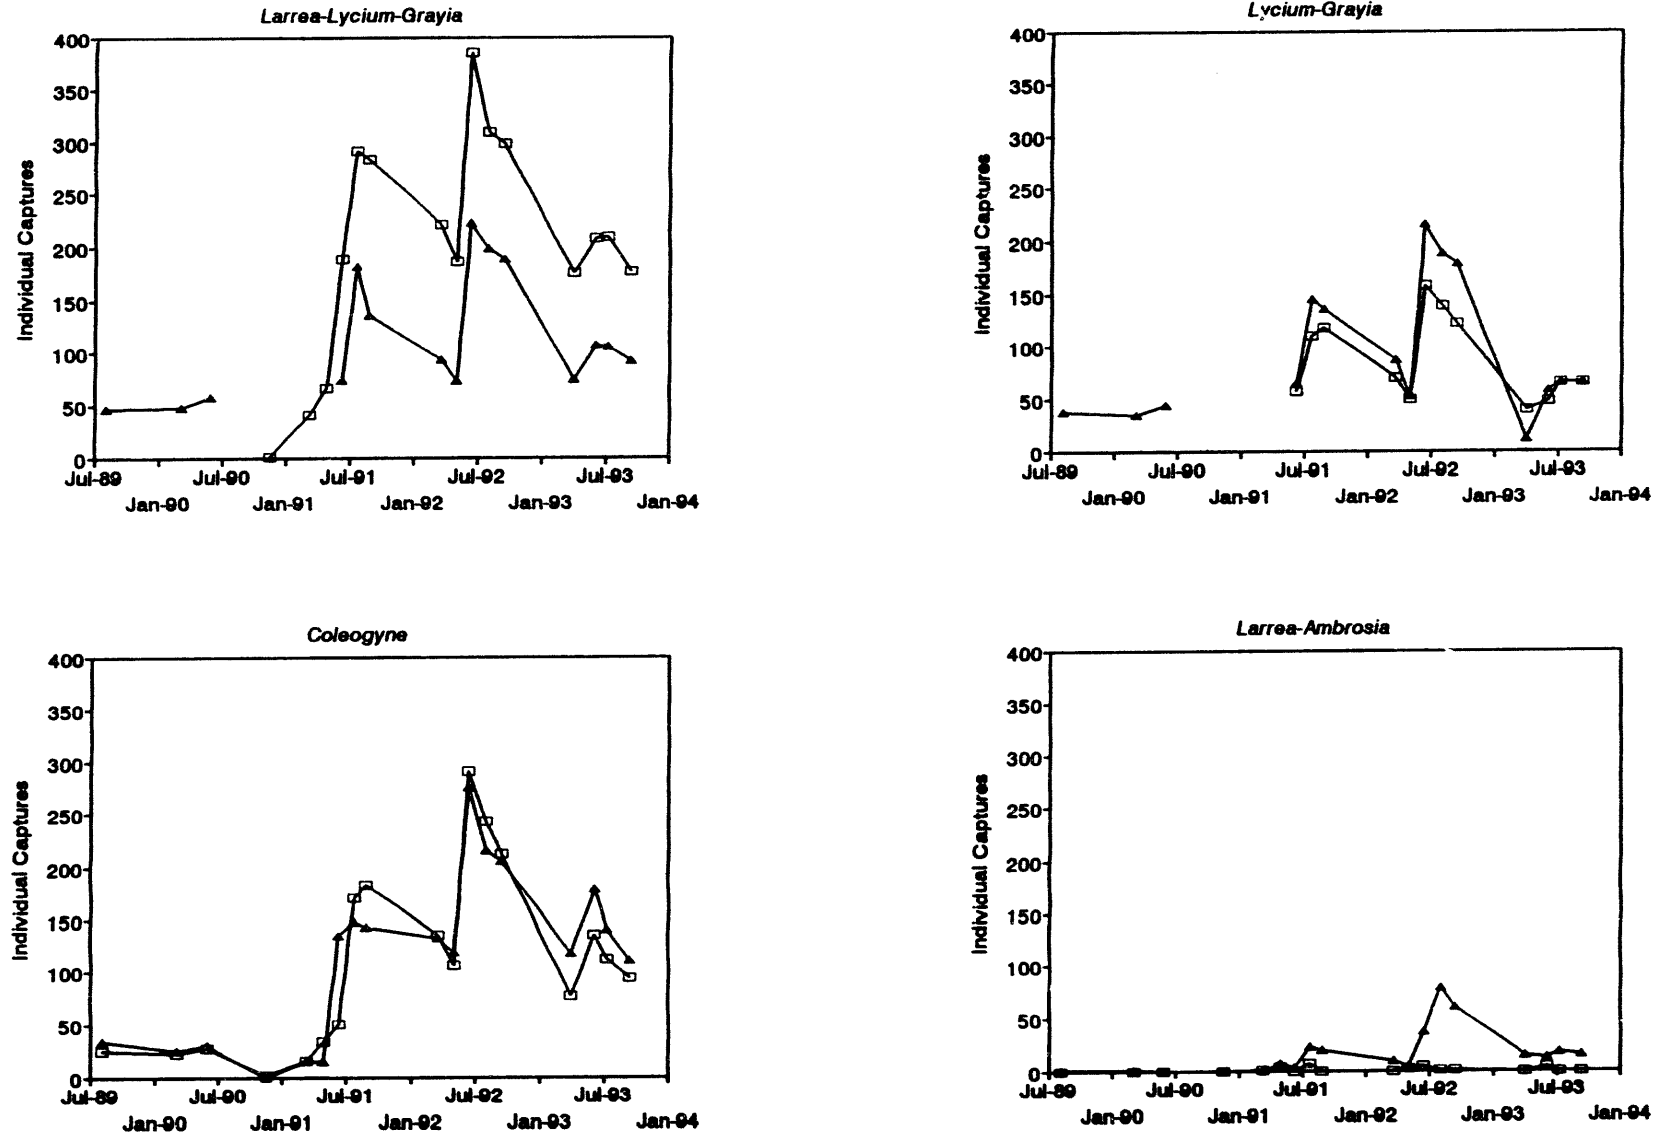 Larrea-Lycium-Grayia
400
350
300
250
200
150
100
50
0
Individual Captures
Jul-89 Jul-90 Jul-91 Jul-92 Jul-93
Jan-90 Jan-91 Jan-92 Jan-93 Jan-94
Lycium-Grayia
400
350
300
250
200
150
100
50
0
Individual Captures
Jul-89 Jul-90 Jul-91 Jul-92 Jul-93
Jan-90 Jan-91 Jan-92 Jan-93 Jan-94
Coleogyne
400
350
300
250
200
150
100
50
0
Individual Captures
Jul-89 Jul-90 Jul-91 Jul-92 Jul-93
Jan-90 Jan-91 Jan-92 Jan-93 Jan-94
Larrea-Ambrosia
400
350
300
250
200
150
100
50
0
Individual Captures
Jul-89 Jul-90 Jul-91 Jul-92 Jul-93
Jan-90 Jan-91 Jan-92 Jan-93 Jan-94